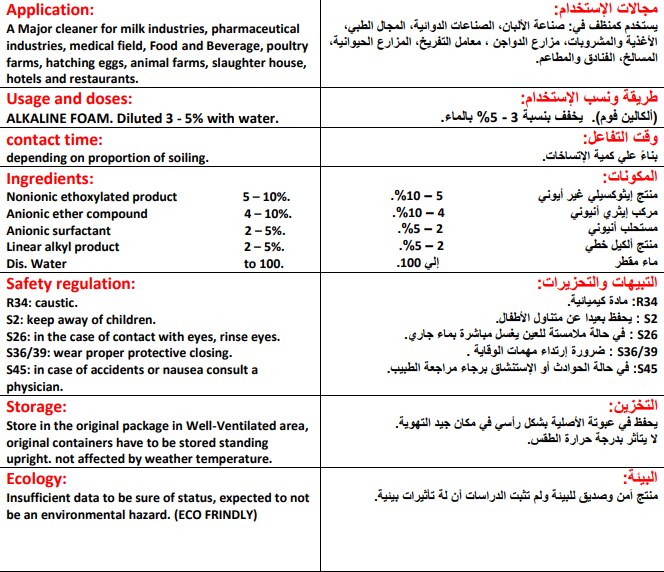 Application:
A Major cleaner for milk industries, pharmaceutical
industries, medical field, Food and Beverage, poultry
farms, hatching eggs, animal farms, slaughter house,
hotels and restaurants.
مجالات الإستخدام:
يستخدم كمنظف في: صناعة الألبان، الصناعات الدوائية، المجال الطبي،
الأغذية والمشروبات، مزارع الدواجن ، معامل التفريخ، المزارع الحيوانية،
المسالخ، الفنادق والمطاعم.
Usage and doses:
ALKALINE FOAM. Diluted 3 - 5% with water.
طريقة ونسب الإستخدام:
(ألكالين فوم). يخفف بنسبة 3 - 5% بالماء.
contact time:
depending on proportion of soiling.
وقت التفاعل:
بناءً علي كمية الإتساخات.
Ingredients:
Nonionic ethoxylated product 5 – 10%.
Anionic ether compound 4 – 10%.
Anionic surfactant 2 – 5%.
Linear alkyl product 2 – 5%.
Dis. Water to 100.
المكونات:
منتج إيثوكسيلي غير أيوني 5 – 10%.
مركب إيثري أنيوني 4 – 10%.
مستحلب أنيوني 2 – 5%.
منتج ألكيل خطي 2 – 5%.
ماء مقطر إلي 100.
Safety regulation:
R34: caustic.
S2: keep away of children.
S26: in the case of contact with eyes, rinse eyes.
S36/39: wear proper protective closing.
S45: in case of accidents or nausea consult a
physician.
التبيهات والتحزيرات:
R34: مادة كيميائية.
S2 : يحفظ بعيدا عن متناول الأطفال.
S26 : في حالة ملامستة للعين يغسل مباشرة بماء جاري.
S36/39 : ضرورة إرتداء مهمات الوقاية .
S45: في حالة الحوادث أو الإستنشاق برجاء مراجعة الطبيب.
Storage:
Store in the original package in Well-Ventilated area,
original containers have to be stored standing
upright. not affected by weather temperature.
التخزين:
يحفظ في عبوتة الأصلية بشكل رأسي في مكان جيد التهوية.
لا يتأثر بدرجة حرارة الطقس.
Ecology:
Insufficient data to be sure of status, expected to not
be an environmental hazard. (ECO FRINDLY)
البيئة:
منتج أمن وصديق للبيئة ولم تثبت الدراسات أن لة تأثيرات بيئية.